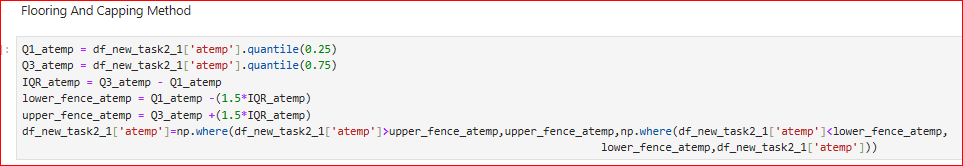 Flooring And Capping Method
]: Q1_atemp = df_new_task2_1['atemp'].quantile(0.25)
Q3_atemp = df_new_task2_1['atemp'].quantile(0.75)
IQR_atemp = Q3_atemp - Q1_atemp
lower_fence_atemp = Q1_atemp -(1.5*IQR_atemp)
upper_fence_atemp = Q3_atemp +(1.5*IQR_atemp)
df_new_task2_1['atemp']=np.where(df_new_task2_1['atemp']>upper_fence_atemp,upper_fence_atemp,np.where(df_new_task2_1['atemp']<lower_fence_atemp,
lower_fence_atemp,df_new_task2_1['atemp']))